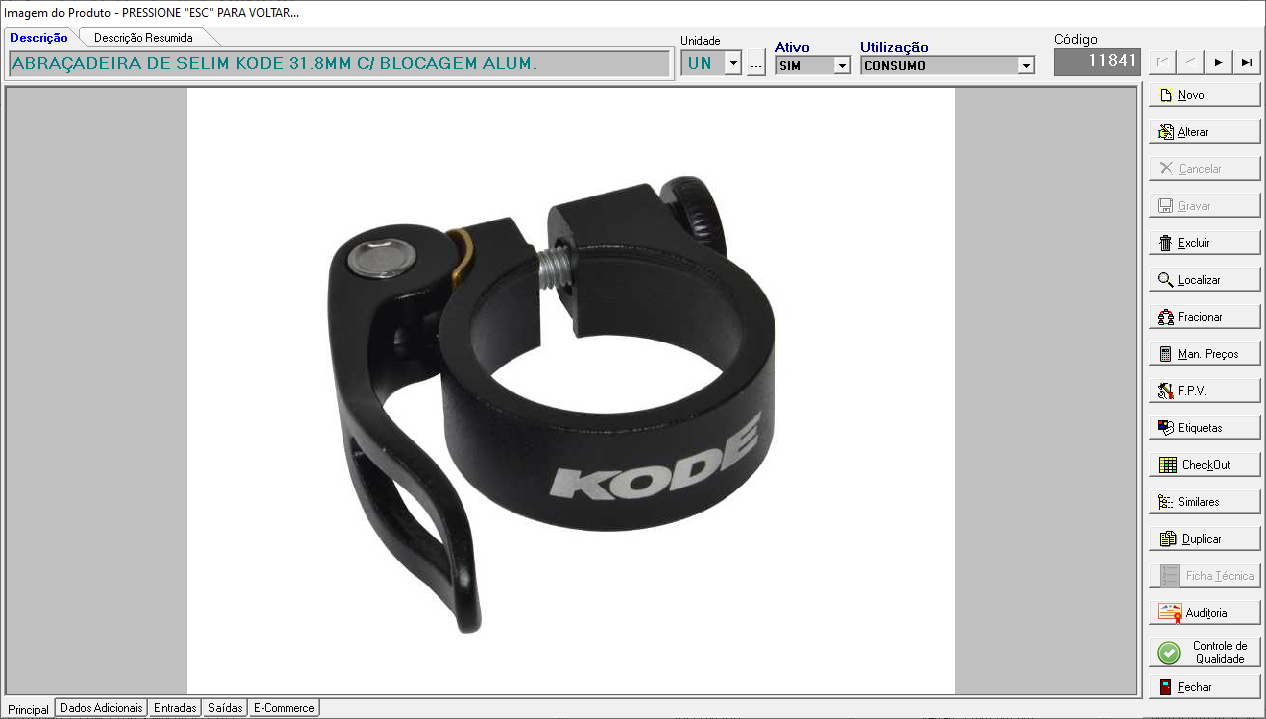 Imagem do Produto - PRESSIONE "ESC" PARA VOLTAR...
Descrição
Descrição Resumida
ABRAÇADEIRA DE SELIM KODE 31.8MM C/ BLOCAGEM ALUM.
Unidade
UN
...
Ativo
SIM
Utilização
CONSUMO
Código
11841
Novo
Alterar
Cancelar
Gravar
Excluir
Localizar
Fracionar
Man. Preços
F.P.V.
Etiquetas
CheckOut
Similares
Duplicar
Ficha Técnica
Auditoria
Controle de
Qualidade
Fechar
KODE
Principal
Dados Adicionais
Entradas
Saídas
E-Commerce